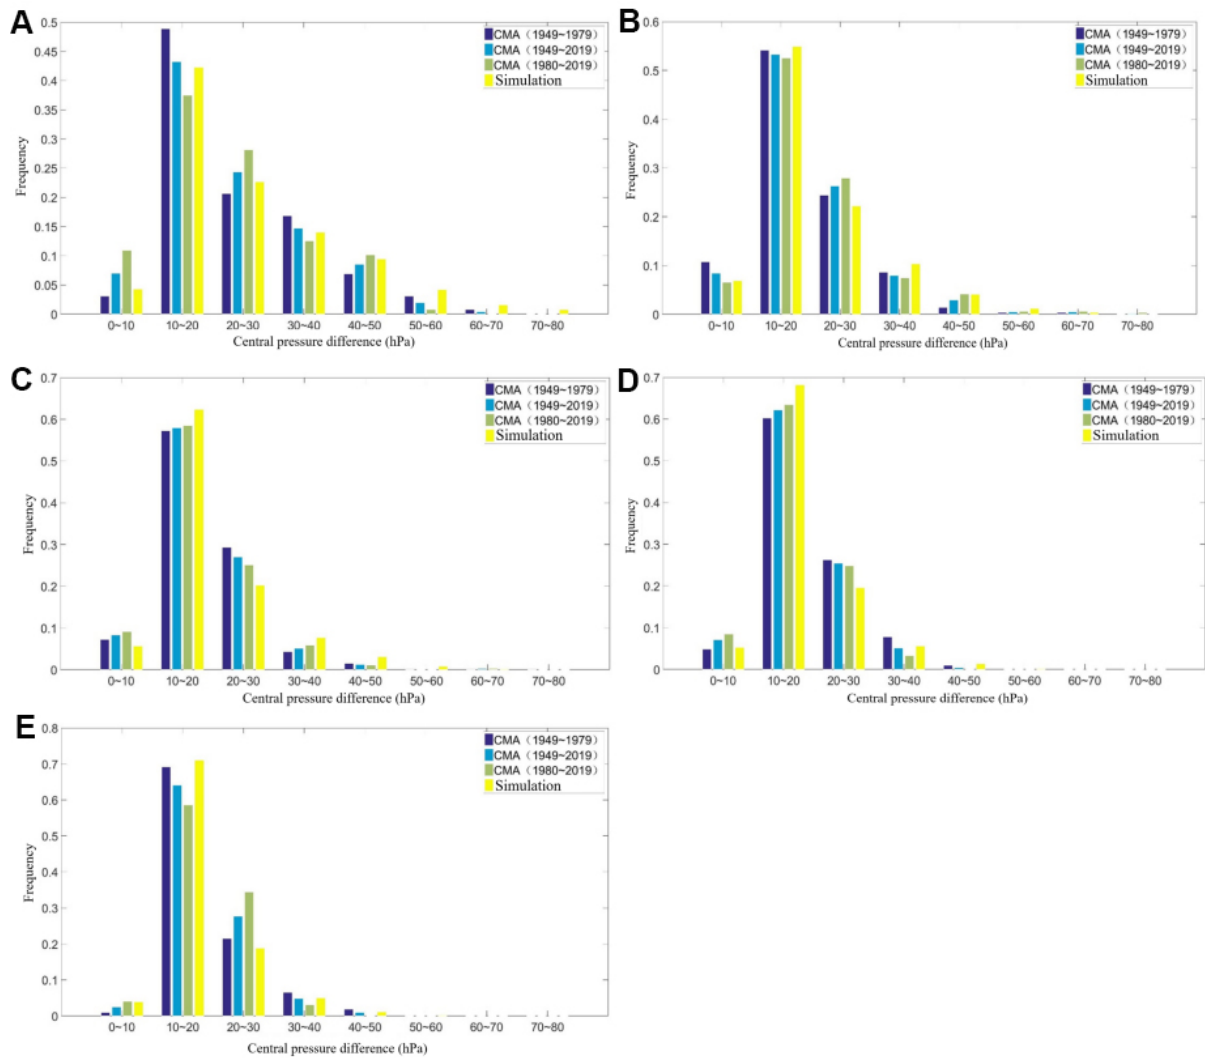 A
0.5
0.45
0.4
0.35
0.3
0.25
0.2
0.15
0.1
0.05
0
Frequency
CMA（1949~1979）
CMA（1949~2019）
CMA（1980~2019）
Simulation
0~10 10~20 20~30 30~40 40~50 50~60 60~70 70~80
Central pressure difference (hPa)
B
0.6
0.5
0.4
0.3
0.2
0.1
0
Frequency
CMA（1949~1979）
CMA（1949~2019）
CMA（1980~2019）
Simulation
0~10 10~20 20~30 30~40 40~50 50~60 60~70 70~80
Central pressure difference (hPa)
C
0.7
0.6
0.5
0.4
0.3
0.2
0.1
0
Frequency
CMA（1949~1979）
CMA（1949~2019）
CMA（1980~2019）
Simulation
0~10 10~20 20~30 30~40 40~50 50~60 60~70 70~80
Central pressure difference (hPa)
D
0.7
0.6
0.5
0.4
0.3
0.2
0.1
0
Frequency
CMA（1949~1979）
CMA（1949~2019）
CMA（1980~2019）
Simulation
0~10 10~20 20~30 30~40 40~50 50~60 60~70 70~80
Central pressure difference (hPa)
E
0.8
0.7
0.6
0.5
0.4
0.3
0.2
0.1
0
Frequency
CMA（1949~1979）
CMA（1949~2019）
CMA（1980~2019）
Simulation
0~10 10~20 20~30 30~40 40~50 50~60 60~70 70~80
Central pressure difference (hPa)